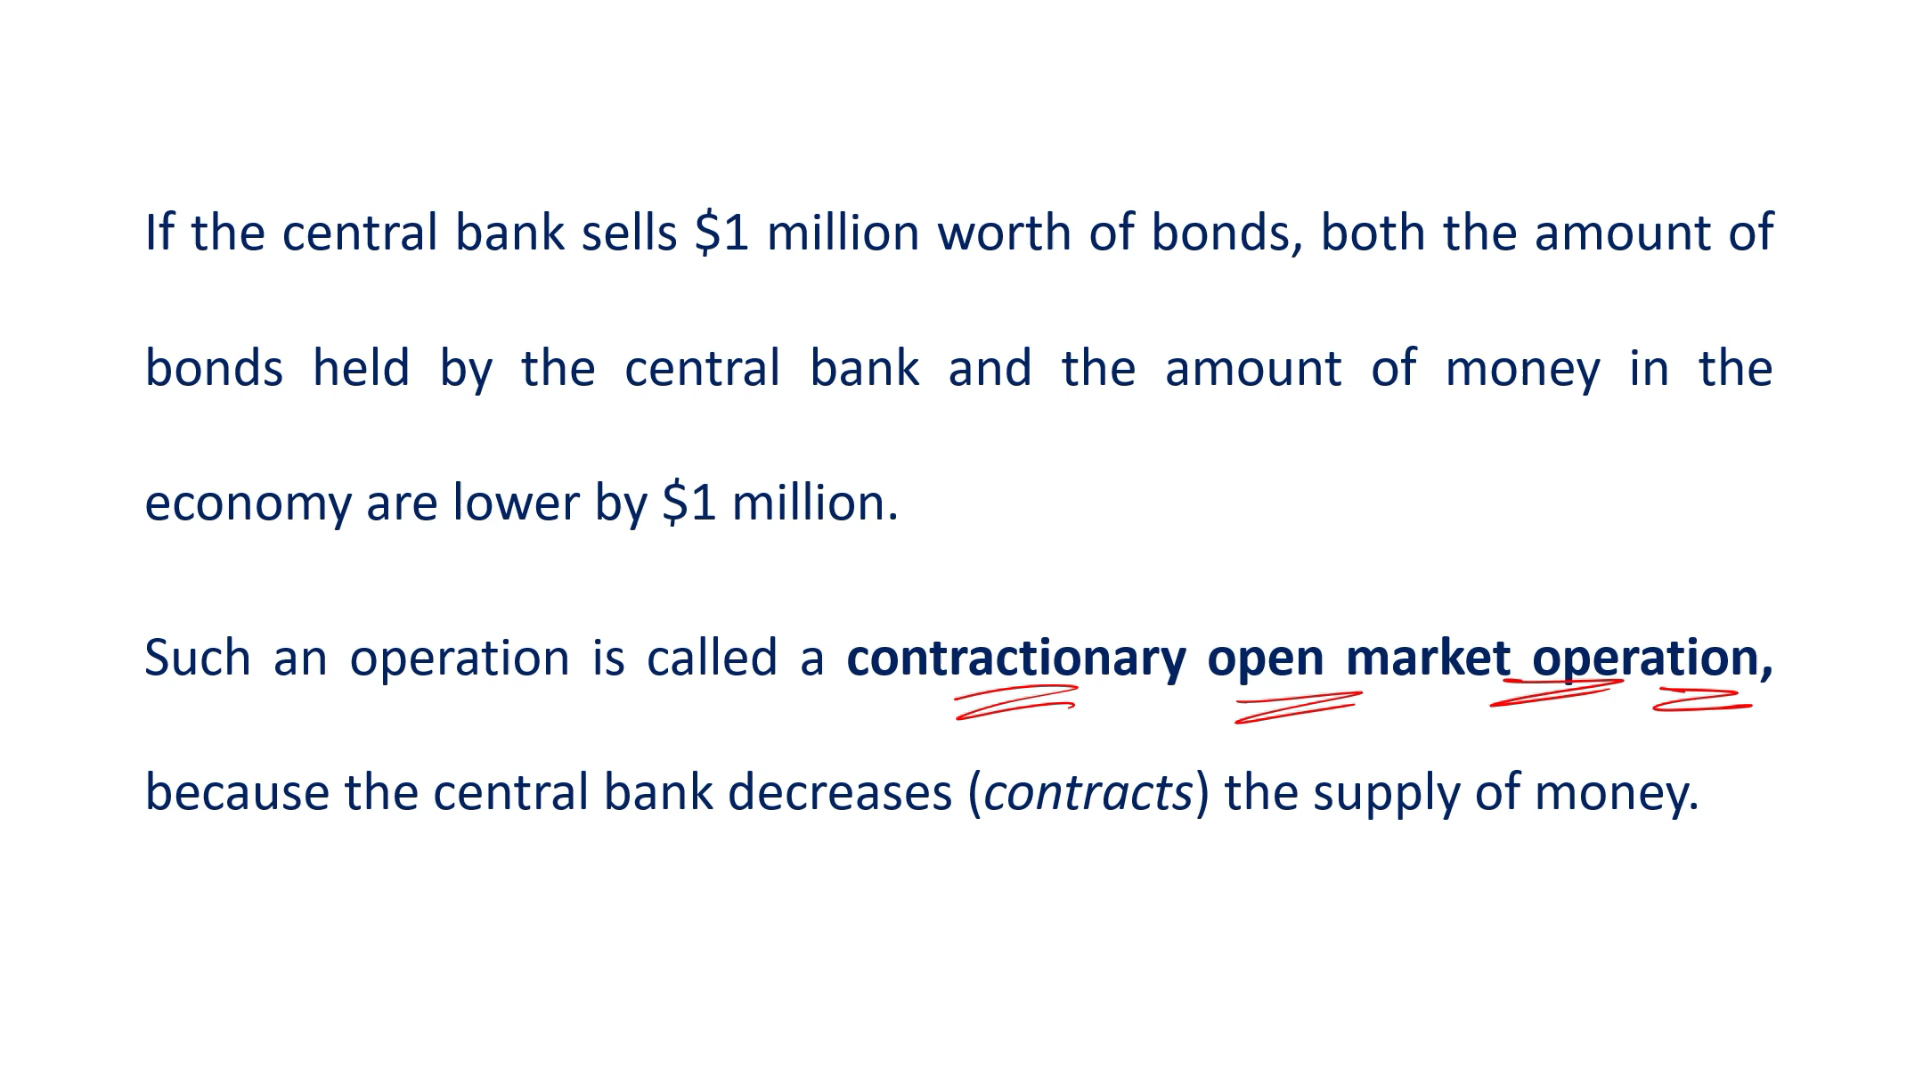 If the central bank sells $1 million worth of bonds, both the amount of
bonds held by the central bank and the amount of money in the
economy are lower by $1 million.
Such an operation is called a contractionary open market operation,
because the central bank decreases (contracts) the supply of money.